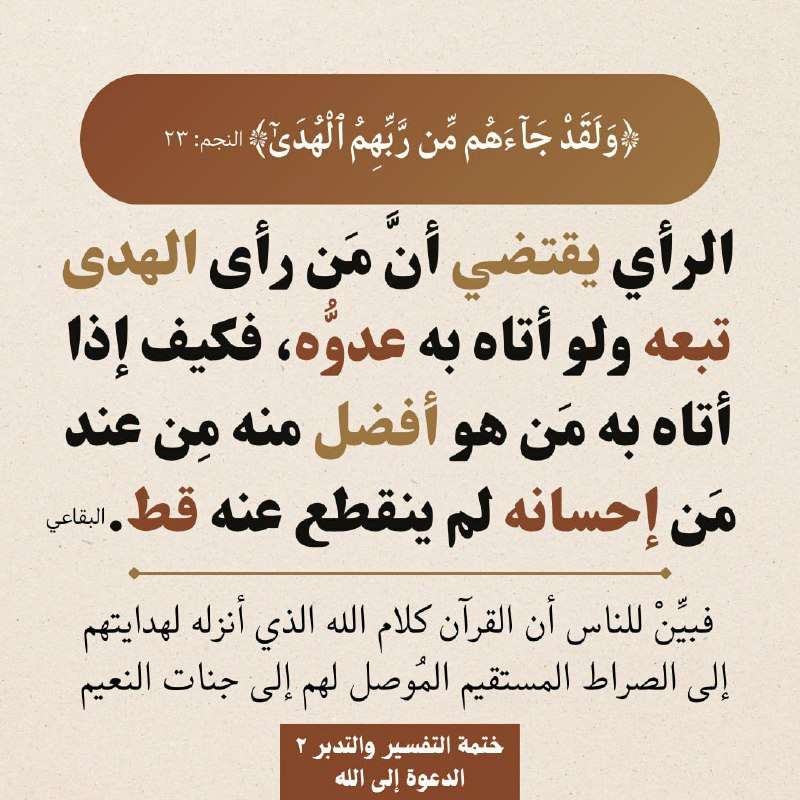 ﴿وَلَقَدْ جَآءَهُم مِّن رَّبِّهِمُ ٱلْهُدَىٰٓ﴾ النجم: ٢٣
الرأي يقتضي أنَّ مَن رأى الهدى
تبعه ولو أتاه به عدوُّه، فكيف إذا
أتاه به مَن هو أفضل منه مِن عند
مَن إحسانه لم ينقطع عنه قط. البقاعي
فبيِّنْ للناس أن القرآن كلام الله الذي أنزله لهدايتهم
إلى الصراط المستقيم المُوصل لهم إلى جنات النعيم
ختمة التفسير والتدبر ٢
الدعوة إلى الله